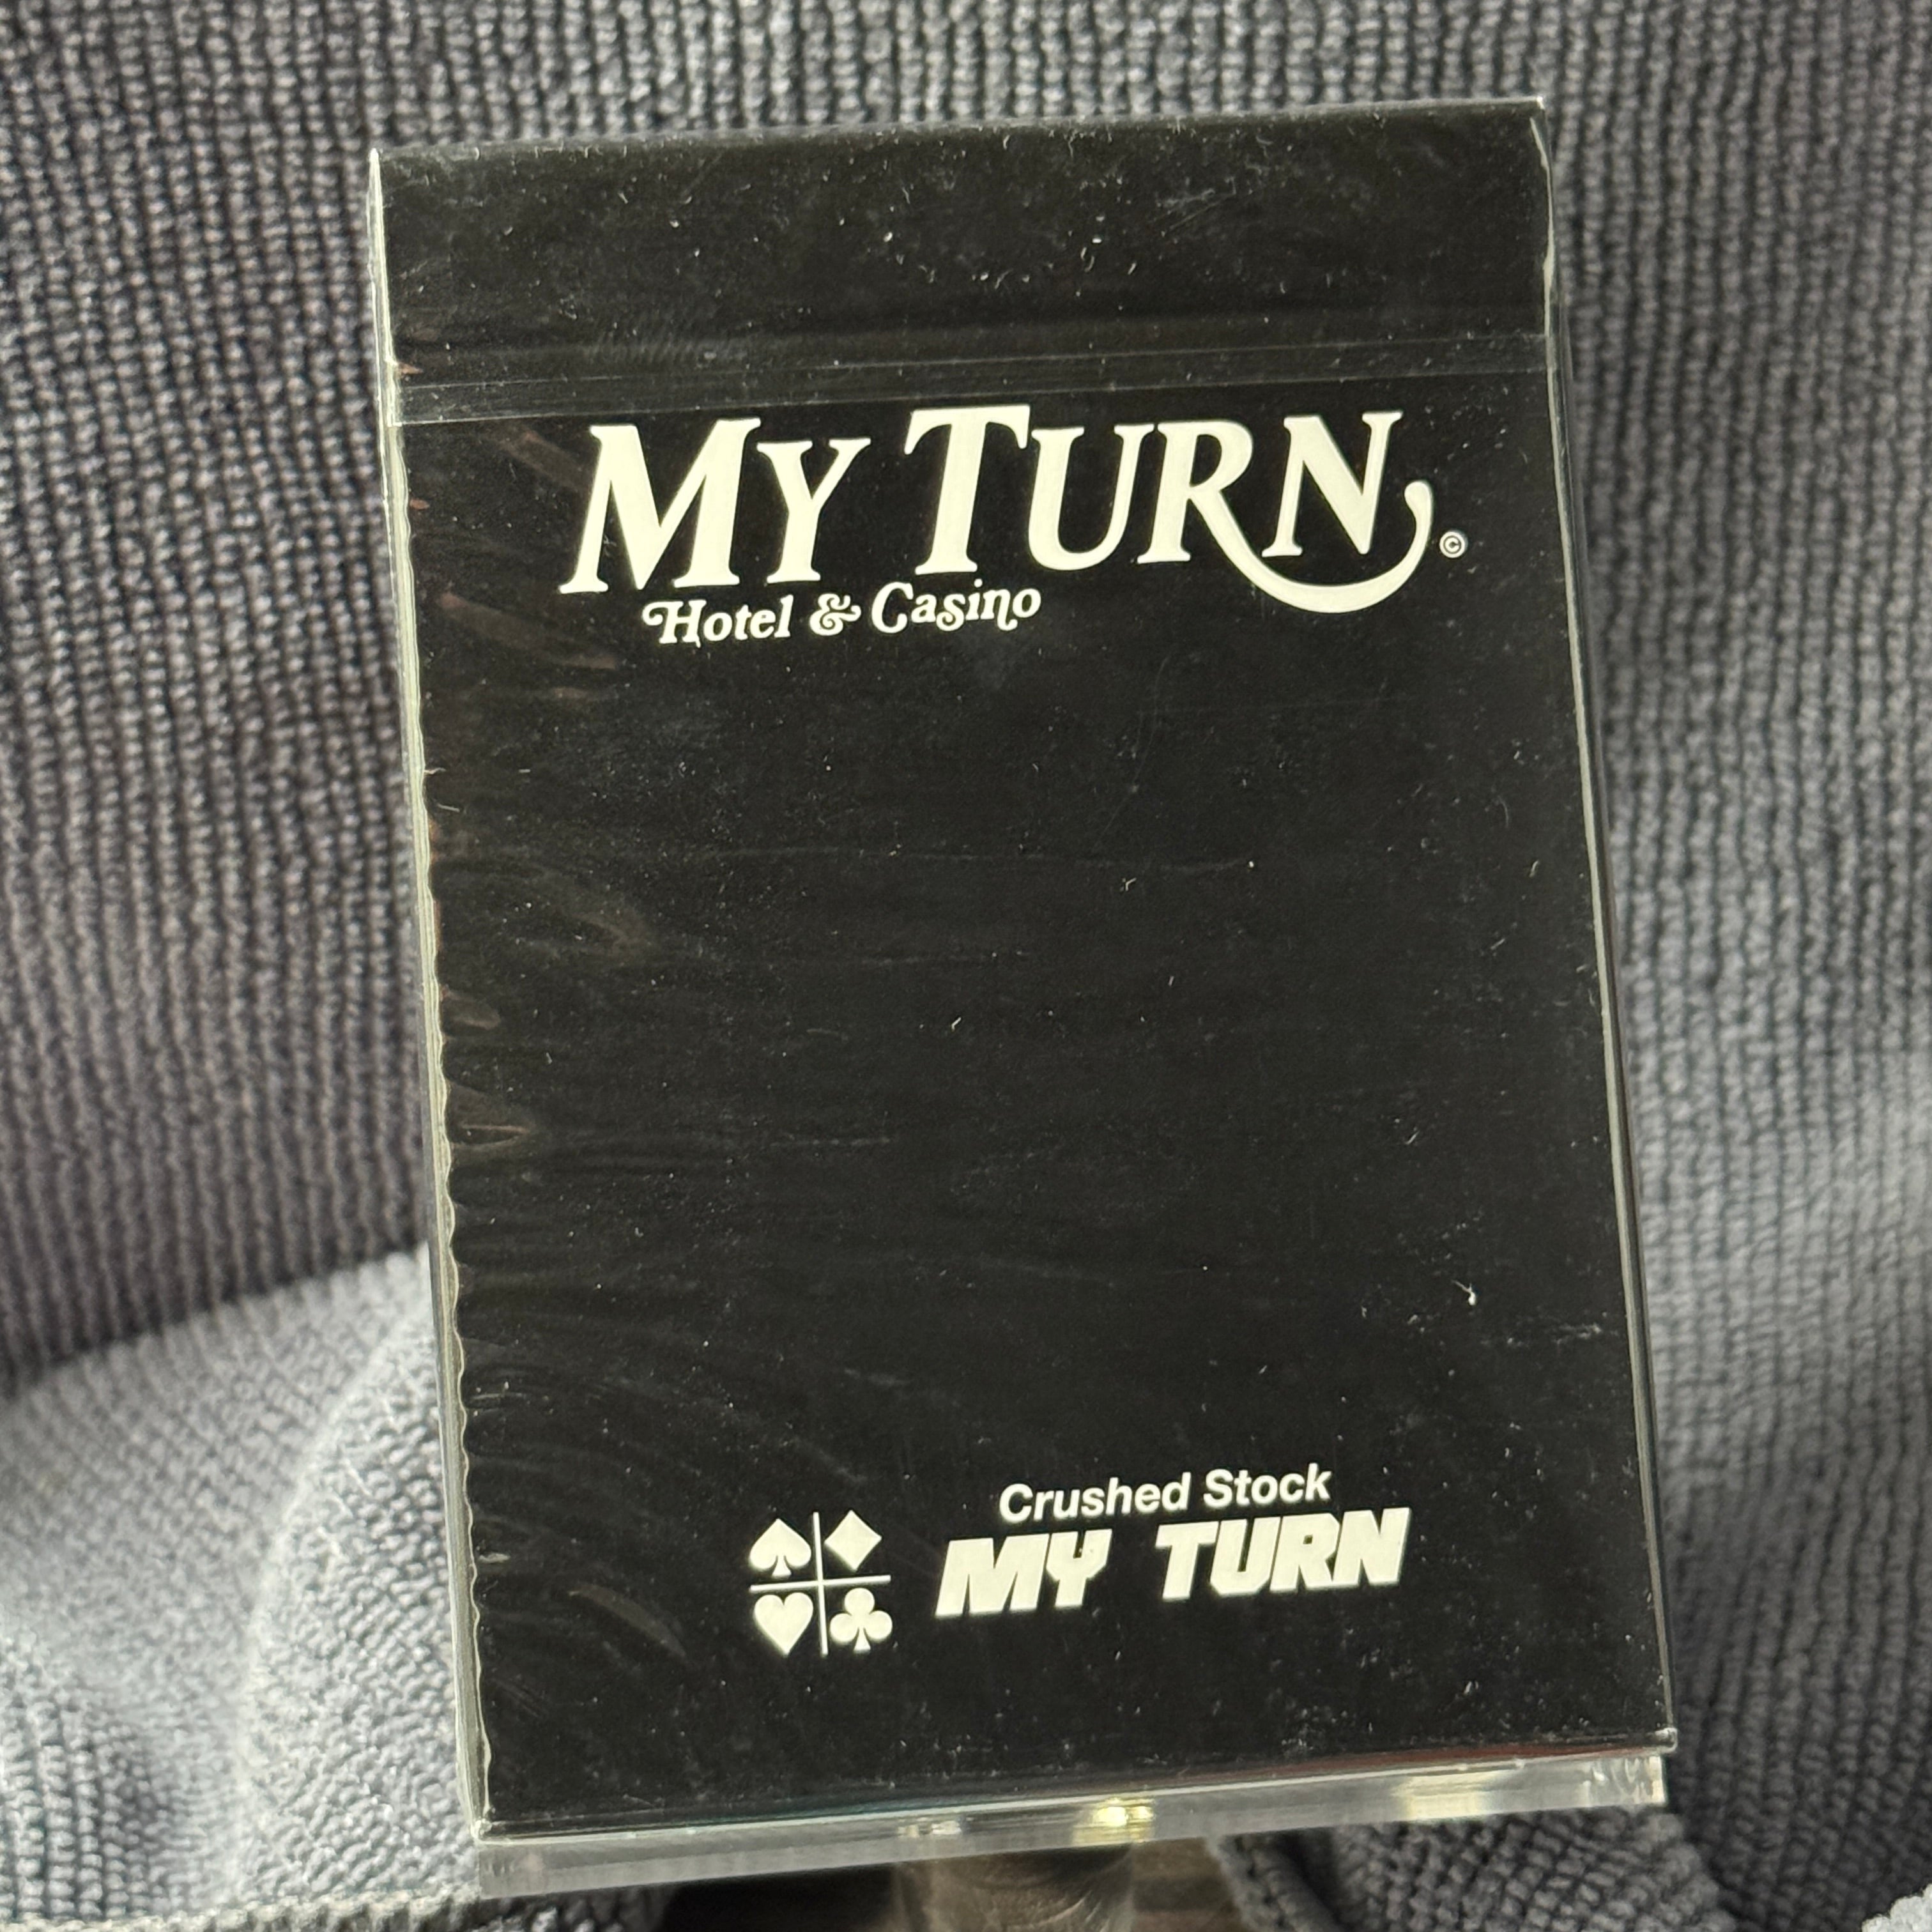 MY TURN ©
Hotel & Casino
Crushed Stock
MY TURN